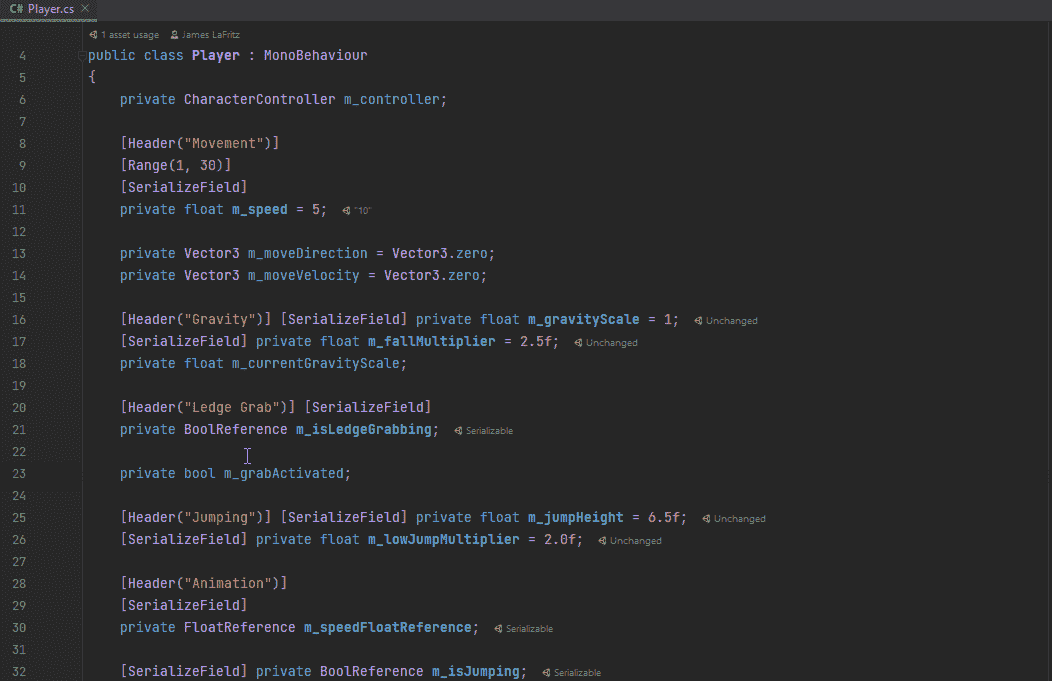 C# Player.cs ×
1 asset usage James LaFritz
4 public class Player : MonoBehaviour
5 {
6 private CharacterController m_controller;
7
8 [Header("Movement")]
9 [Range(1, 30)]
10 [SerializeField]
11 private float m_speed = 5; "10"
12
13 private Vector3 m_moveDirection = Vector3.zero;
14 private Vector3 m_moveVelocity = Vector3.zero;
15
16 [Header("Gravity")] [SerializeField] private float m_gravityScale = 1; Unchanged
17 [SerializeField] private float m_fallMultiplier = 2.5f; Unchanged
18 private float m_currentGravityScale;
19
20 [Header("Ledge Grab")] [SerializeField]
21 private BoolReference m_isLedgeGrabbing; Serializable
22
23 private bool m_grabActivated;
24
25 [Header("Jumping")] [SerializeField] private float m_jumpHeight = 6.5f; Unchanged
26 [SerializeField] private float m_lowJumpMultiplier = 2.0f; Unchanged
27
28 [Header("Animation")]
29 [SerializeField]
30 private FloatReference m_speedFloatReference; Serializable
31
32 [SerializeField] private BoolReference m_isJumping; Serializable